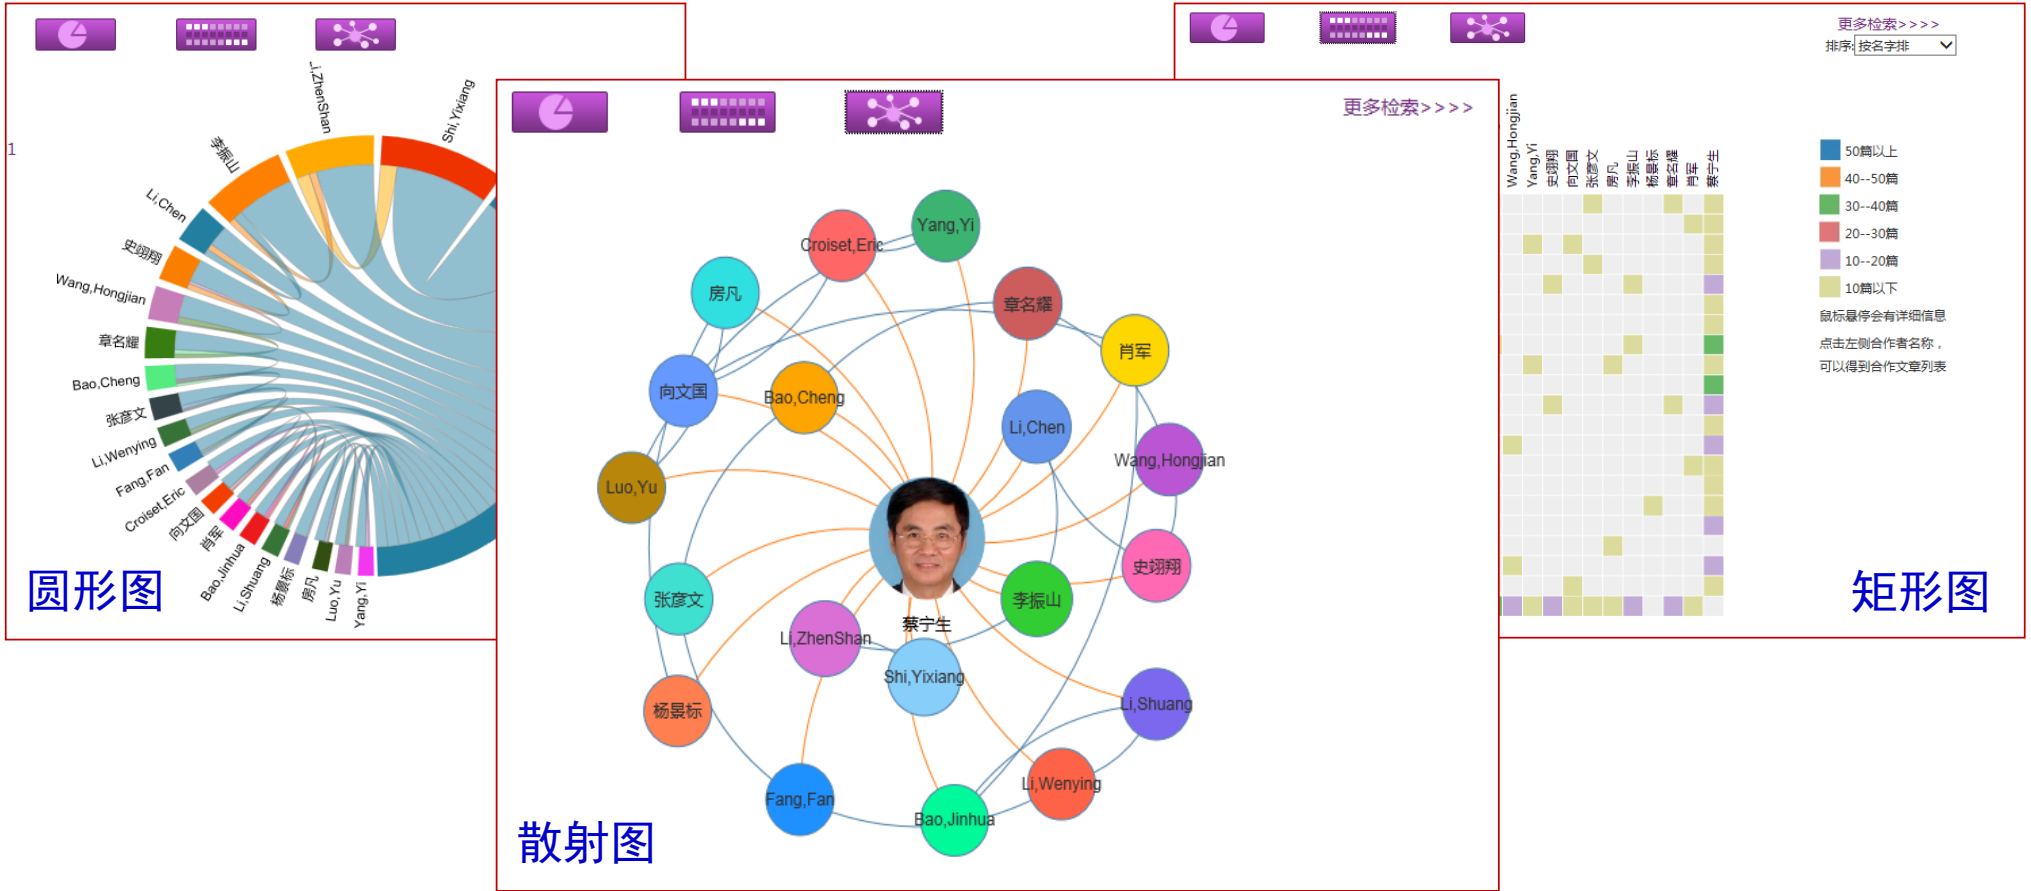 Li,ZhenShan
Shi,Yixiang
李振山
Li,Chen
史翊翔
Wang,Hongjian
章名耀
Bao,Cheng
张彦文
Li,Wenying
Fang,Fan
Croiset,Eric
向文国
肖军
Bao,Jinhua
Li,Shuang
杨景标
房凡
Luo,Yu
Yang,Yi
1
圆形图
更多检索>>>>
Yang,Yi
Croiset,Eric
房凡
章名耀
肖军
向文国
Bao,Cheng
Li,Chen
Wang,Hongjian
Luo,Yu
史翊翔
张彦文
李振山
蔡宁生
Li,ZhenShan
Shi,Yixiang
杨景标
Li,Shuang
Li,Wenying
Fang,Fan
Bao,Jinhua
散射图
更多检索>>>>
排序:按名字排
Wang,Hongjian
Yang,Yi
史翊翔
向文国
张彦文
房凡
李振山
杨景标
章名耀
肖军
蔡宁生
50篇以上
40--50篇
30--40篇
20--30篇
10--20篇
10篇以下
鼠标悬停会有详细信息
点击左侧合作者名称，
可以得到合作文章列表
矩形图